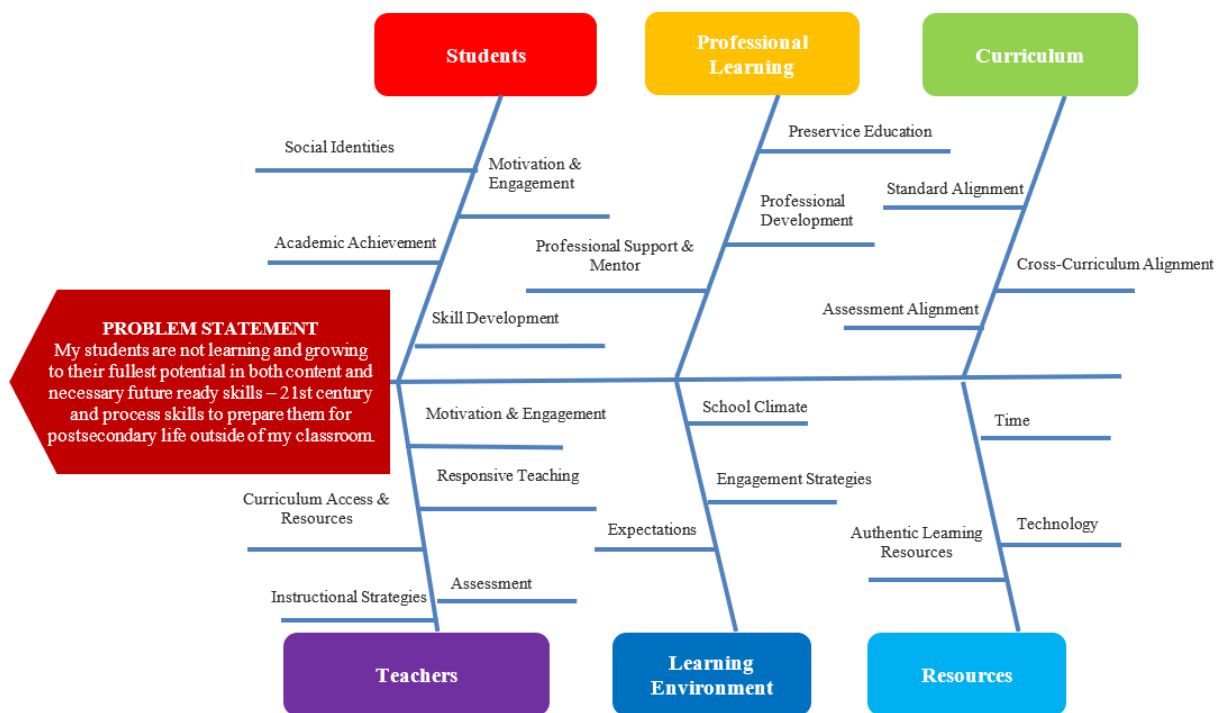 Students
Professional
Learning
Curriculum
Social Identities
Motivation &
Engagement
Academic Achievement
Skill Development
Preservice Education
Professional
Development
Professional Support &
Mentor
Standard Alignment
Cross-Curriculum Alignment
Assessment Alignment
PROBLEM STATEMENT
My students are not learning and growing
to their fullest potential in both content and
necessary future ready skills – 21st century
and process skills to prepare them for
postsecondary life outside of my classroom.
Motivation & Engagement
Responsive Teaching
Curriculum Access &
Resources
Assessment
Instructional Strategies
School Climate
Engagement Strategies
Expectations
Time
Technology
Authentic Learning
Resources
Teachers
Learning
Environment
Resources